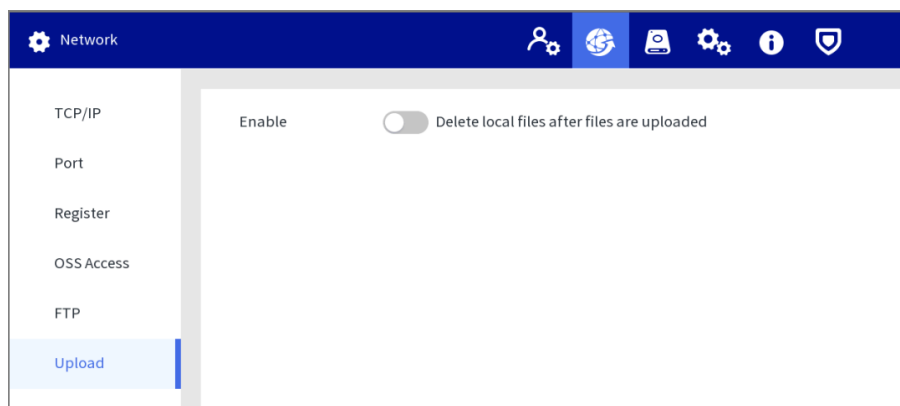 Network
TCP/IP
Port
Register
OSS Access
FTP
Upload
Enable
Delete local files after files are uploaded